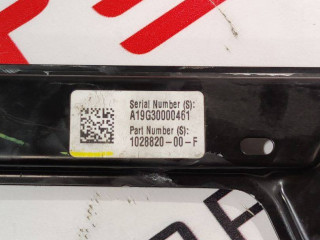 Serial Number (S):
A19G30000461
Part Number (S):
1028820-00-F